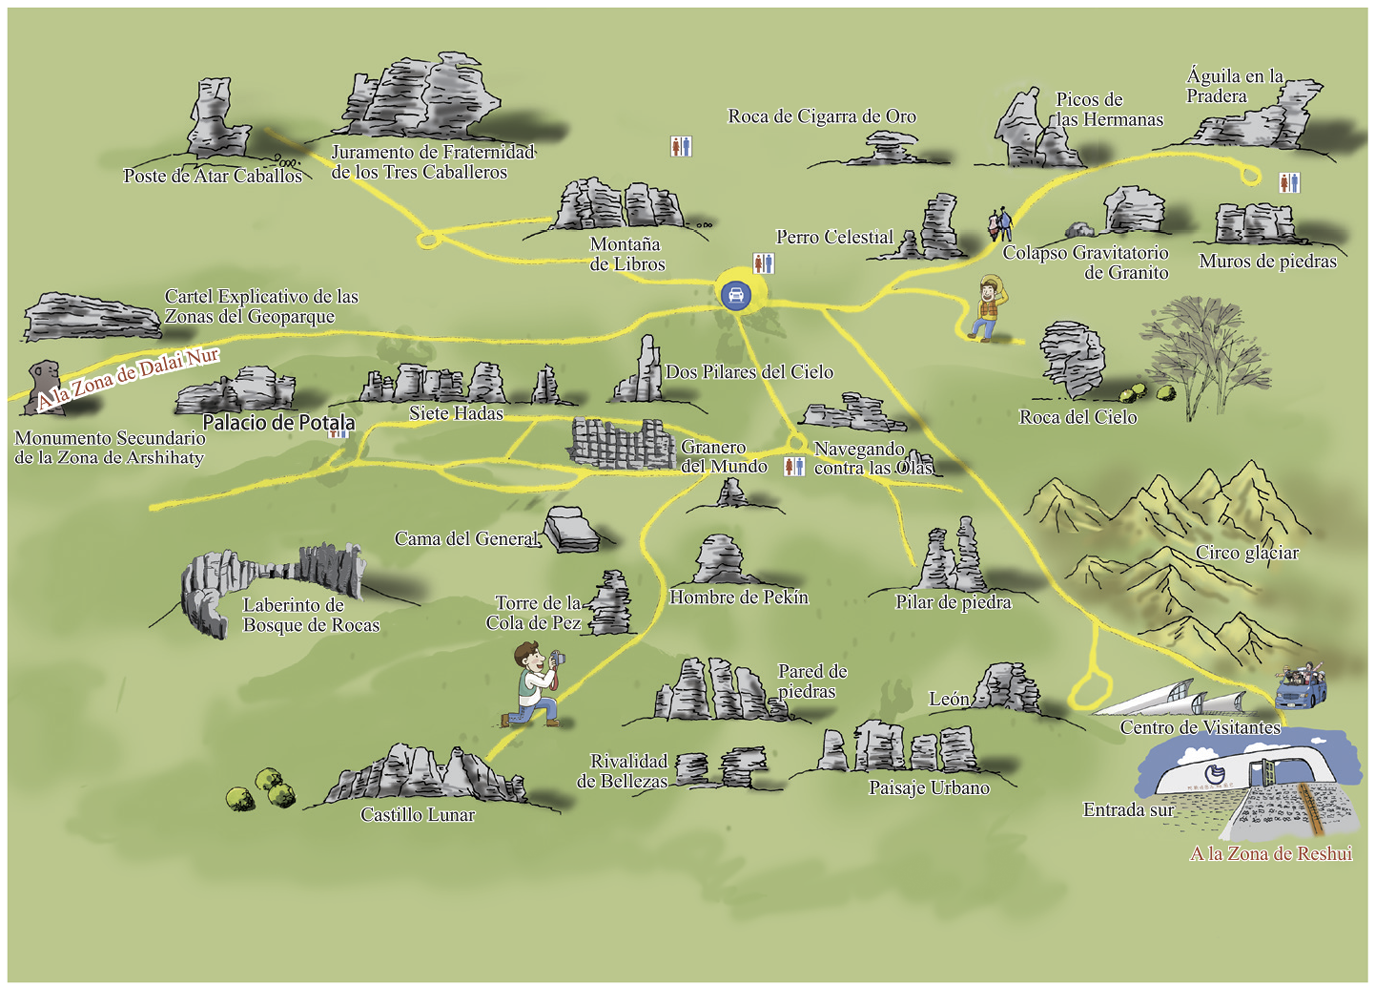 Águila en la
Pradera
Picos de
las Hermanas
Roca de Cigarra de Oro
Juramento de Fraternidad
de los Tres Caballeros
Poste de Atar Caballos
Montaña
de Libros
Perro Celestial
Colapso Gravitatorio
de Granito
Muros de piedras
Cartel Explicativo de las
Zonas del Geoparque
A la Zona de Dalai Nur
Dos Pilares del Cielo
Palacio de Potala
Siete Hadas
Roca del Cielo
Monumento Secundario
de la Zona de Arshihaty
Granero
del Mundo
Navegando
contra las Olas
Cama del General
Circo glaciar
Laberinto de
Bosque de Rocas
Torre de la
Cola de Pez
Hombre de Pekín
Pilar de piedra
Pared de
piedras
León
Centro de Visitantes
Rivalidad
de Bellezas
Paisaje Urbano
Castillo Lunar
Entrada sur
A la Zona de Reshui